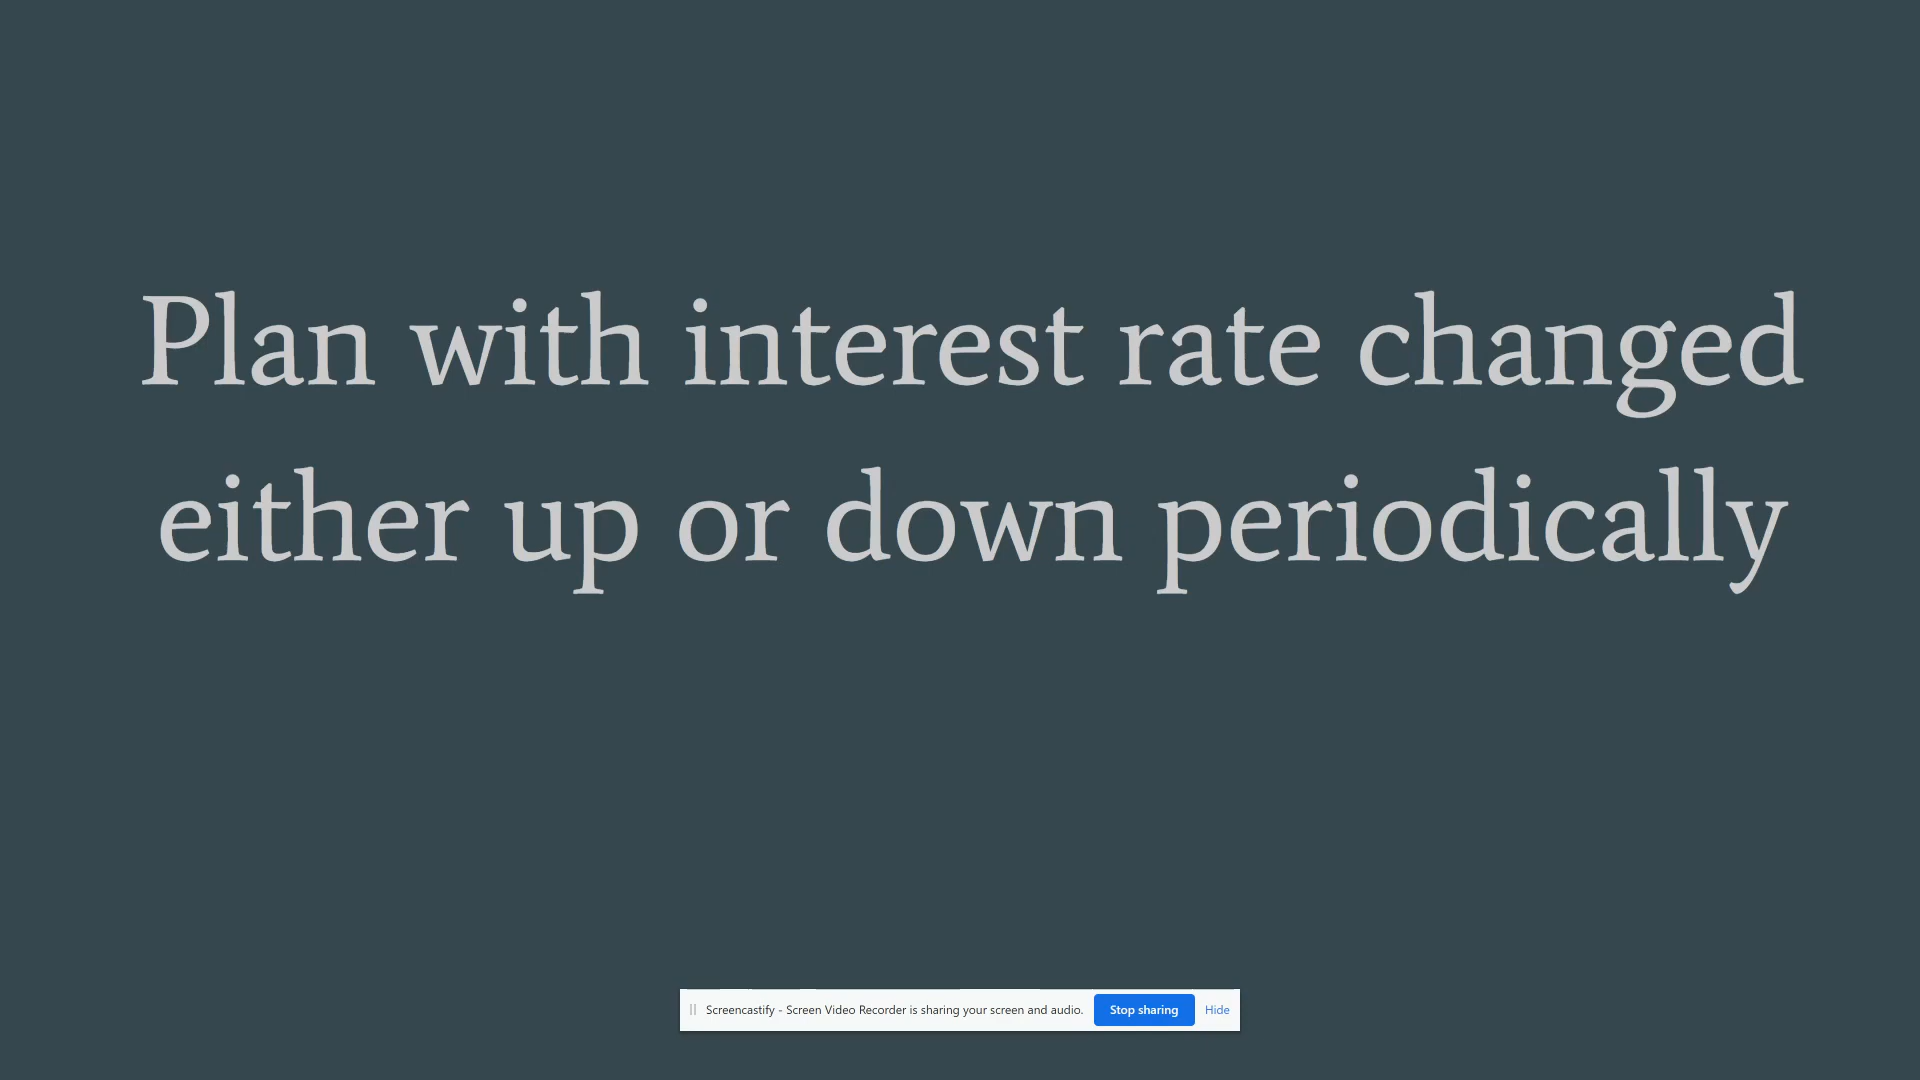 Plan with interest rate changed
either up or down periodically
Screencastify - Screen Video Recorder is sharing your screen and audio. Stop sharing Hide